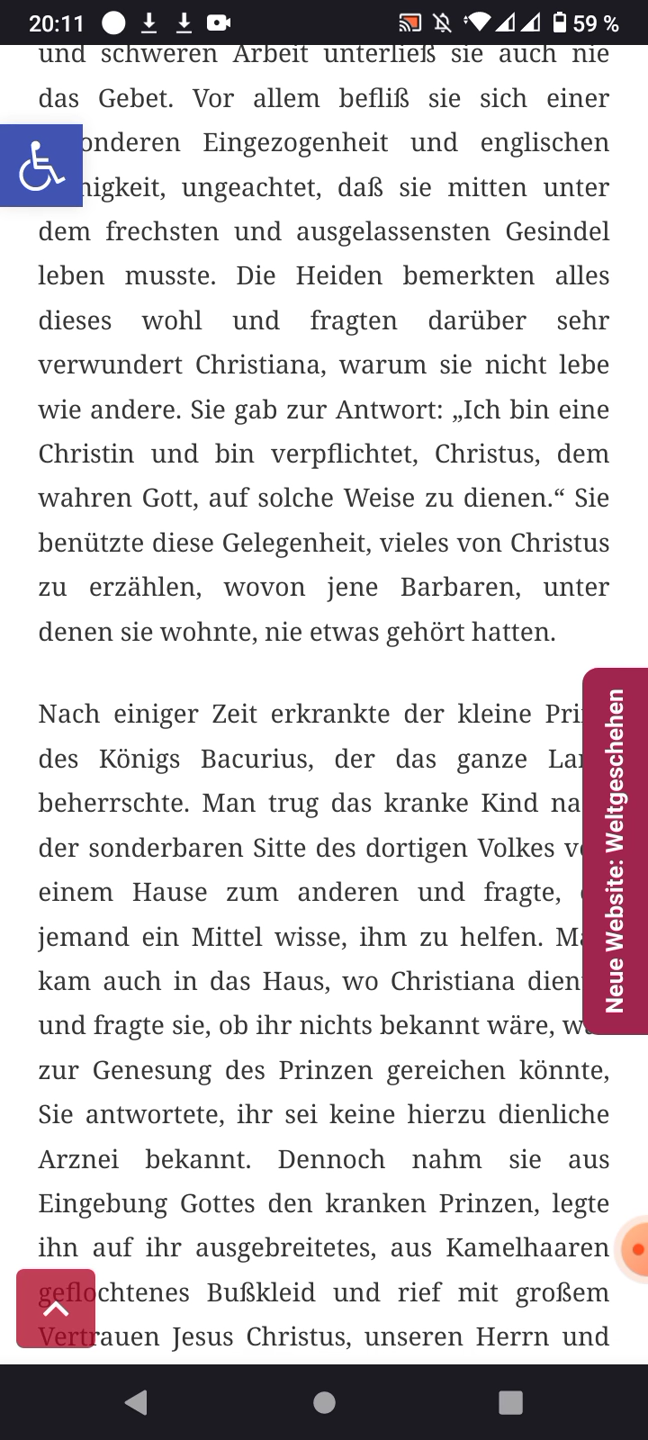 20:11
59 %
und schweren Arbeit unterließ sie auch nie
das Gebet. Vor allem befliß sie sich einer
Eingezogenheit und englischen
ungeachtet, daß sie mitten unter
dem frechsten und ausgelassensten Gesindel
leben musste. Die Heiden bemerkten alles
dieses wohl und fragten darüber sehr
verwundert Christiana, warum sie nicht lebe
wie andere. Sie gab zur Antwort: „Ich bin eine
Christin und bin verpflichtet, Christus, dem
wahren Gott, auf solche Weise zu dienen.“ Sie
benützte diese Gelegenheit, vieles von Christus
zu erzählen, wovon jene Barbaren, unter
denen sie wohnte, nie etwas gehört hatten.
Neue Website: Weltgeschehen
Nach einiger Zeit erkrankte der kleine
des Königs Bacurius, der das ganze
beherrschte. Man trug das kranke Kind
der sonderbaren Sitte des dortigen Volkes
einem Hause zum anderen und fragte,
jemand ein Mittel wisse, ihm zu helfen.
kam auch in das Haus, wo Christiana
und fragte sie, ob ihr nichts bekannt wäre,
zur Genesung des Prinzen gereichen könnte,
Sie antwortete, ihr sei keine hierzu dienliche
Arznei bekannt. Dennoch nahm sie aus
Eingebung Gottes den kranken Prinzen, legte
ihn auf ihr ausgebreitetes, aus Kamelhaaren
geflochtenes Bußkleid und rief mit großem
Vertrauen Jesus Christus, unseren Herrn und